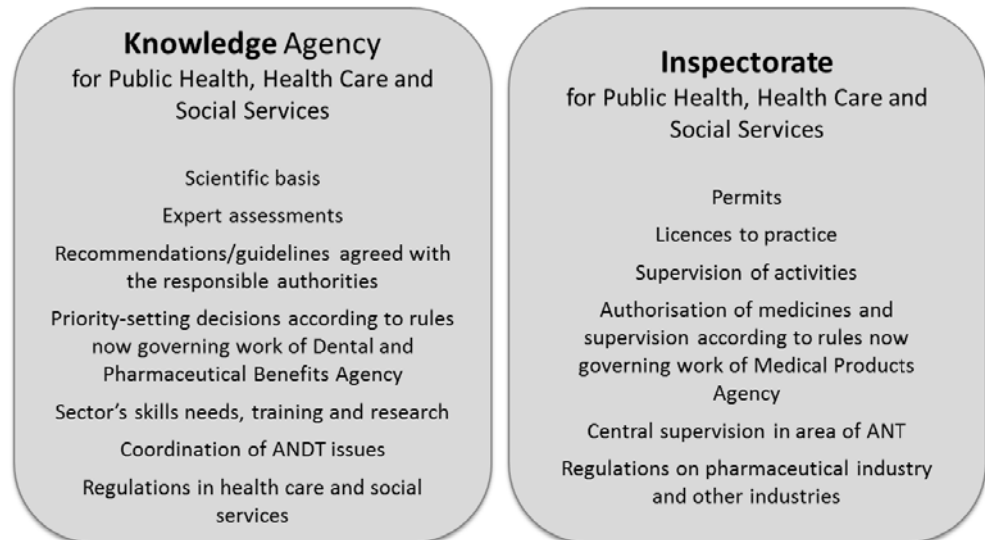 Knowledge Agency
for Public Health, Health Care and
Social Services
Scientific basis
Expert assessments
Recommendations/guidelines agreed with
the responsible authorities
Priority-setting decisions according to rules
now governing work of Dental and
Pharmaceutical Benefits Agency
Sector's skills needs, training and research
Coordination of ANDT issues
Regulations in health care and social
services
Inspectorate
for Public Health, Health Care and
Social Services
Permits
Licences to practice
Supervision of activities
Authorisation of medicines and
supervision according to rules now
governing work of Medical Products
Agency
Central supervision in area of ANT
Regulations on pharmaceutical industry
and other industries